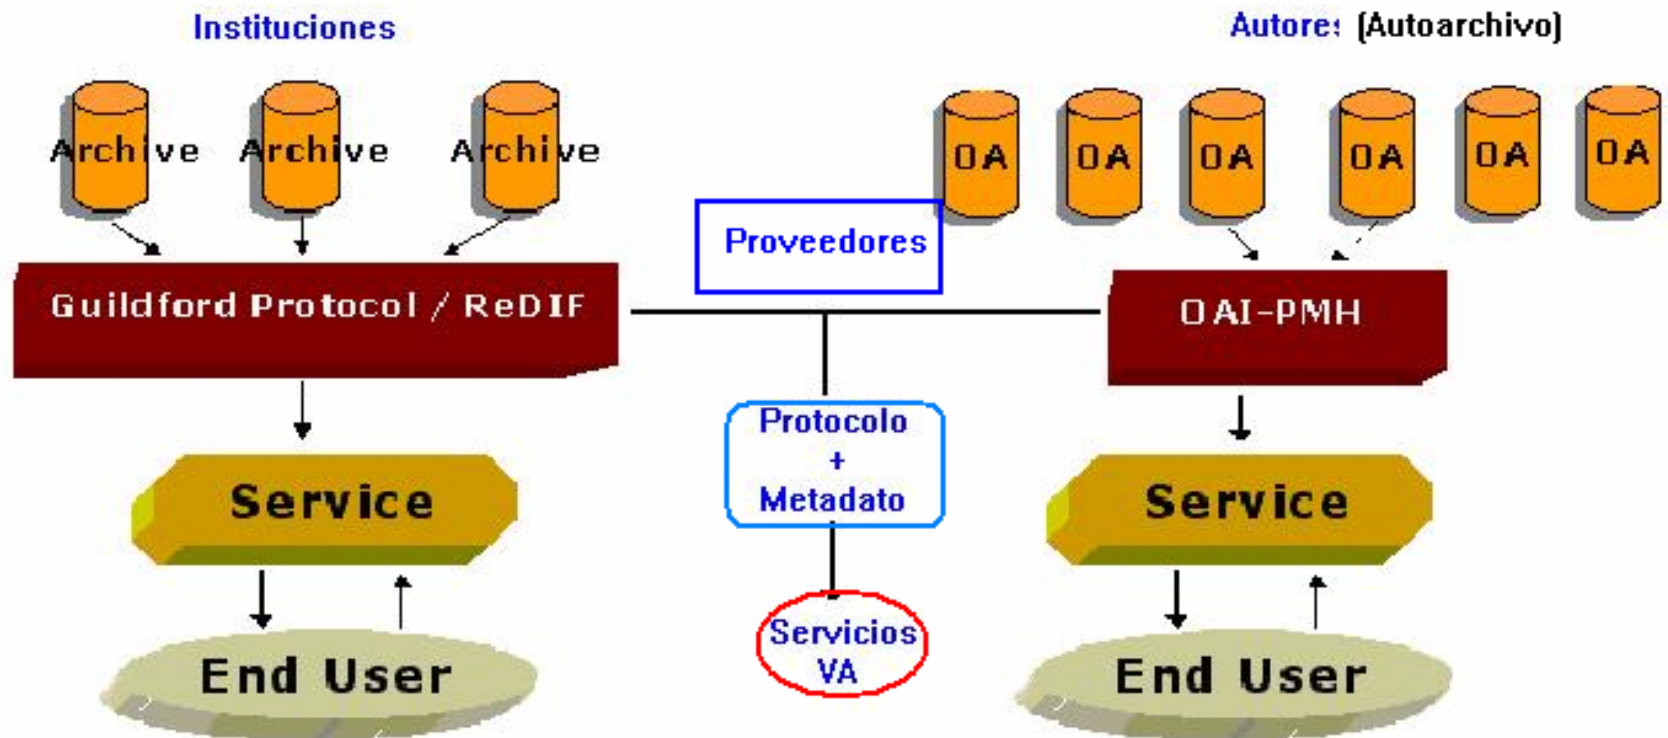 Instituciones
Autores (Autoarchivo)
Archive Archive Archive
OA OA OA OA OA OA
Proveedores
Guildford Protocol / ReDIF
OAI-PMH
Protocolo
+
Metadato
Service
Service
Servicios
VA
End User
End User